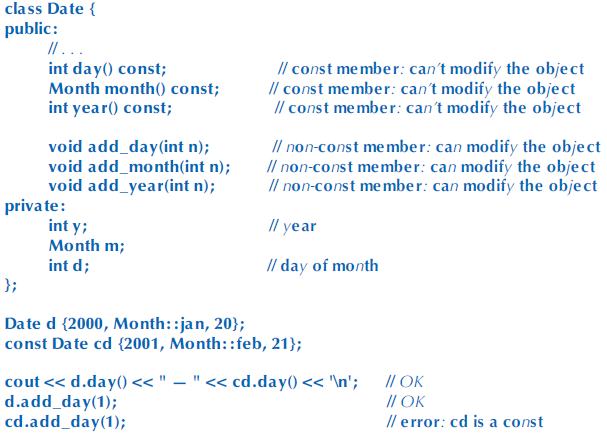 class Date {
public:
// . . .
int day() const; // const member: can't modify the object
Month month() const; // const member: can't modify the object
int year() const; // const member: can't modify the object
void add_day(int n); // non-const member: can modify the object
void add_month(int n); // non-const member: can modify the object
void add_year(int n); // non-const member: can modify the object
private:
int y; // year
Month m;
int d; // day of month
};
Date d {2000, Month::jan, 20};
const Date cd {2001, Month::feb, 21};
cout << d.day() << " — " << cd.day() << '\n'; // OK
d.add_day(1); // OK
cd.add_day(1); // error: cd is a const